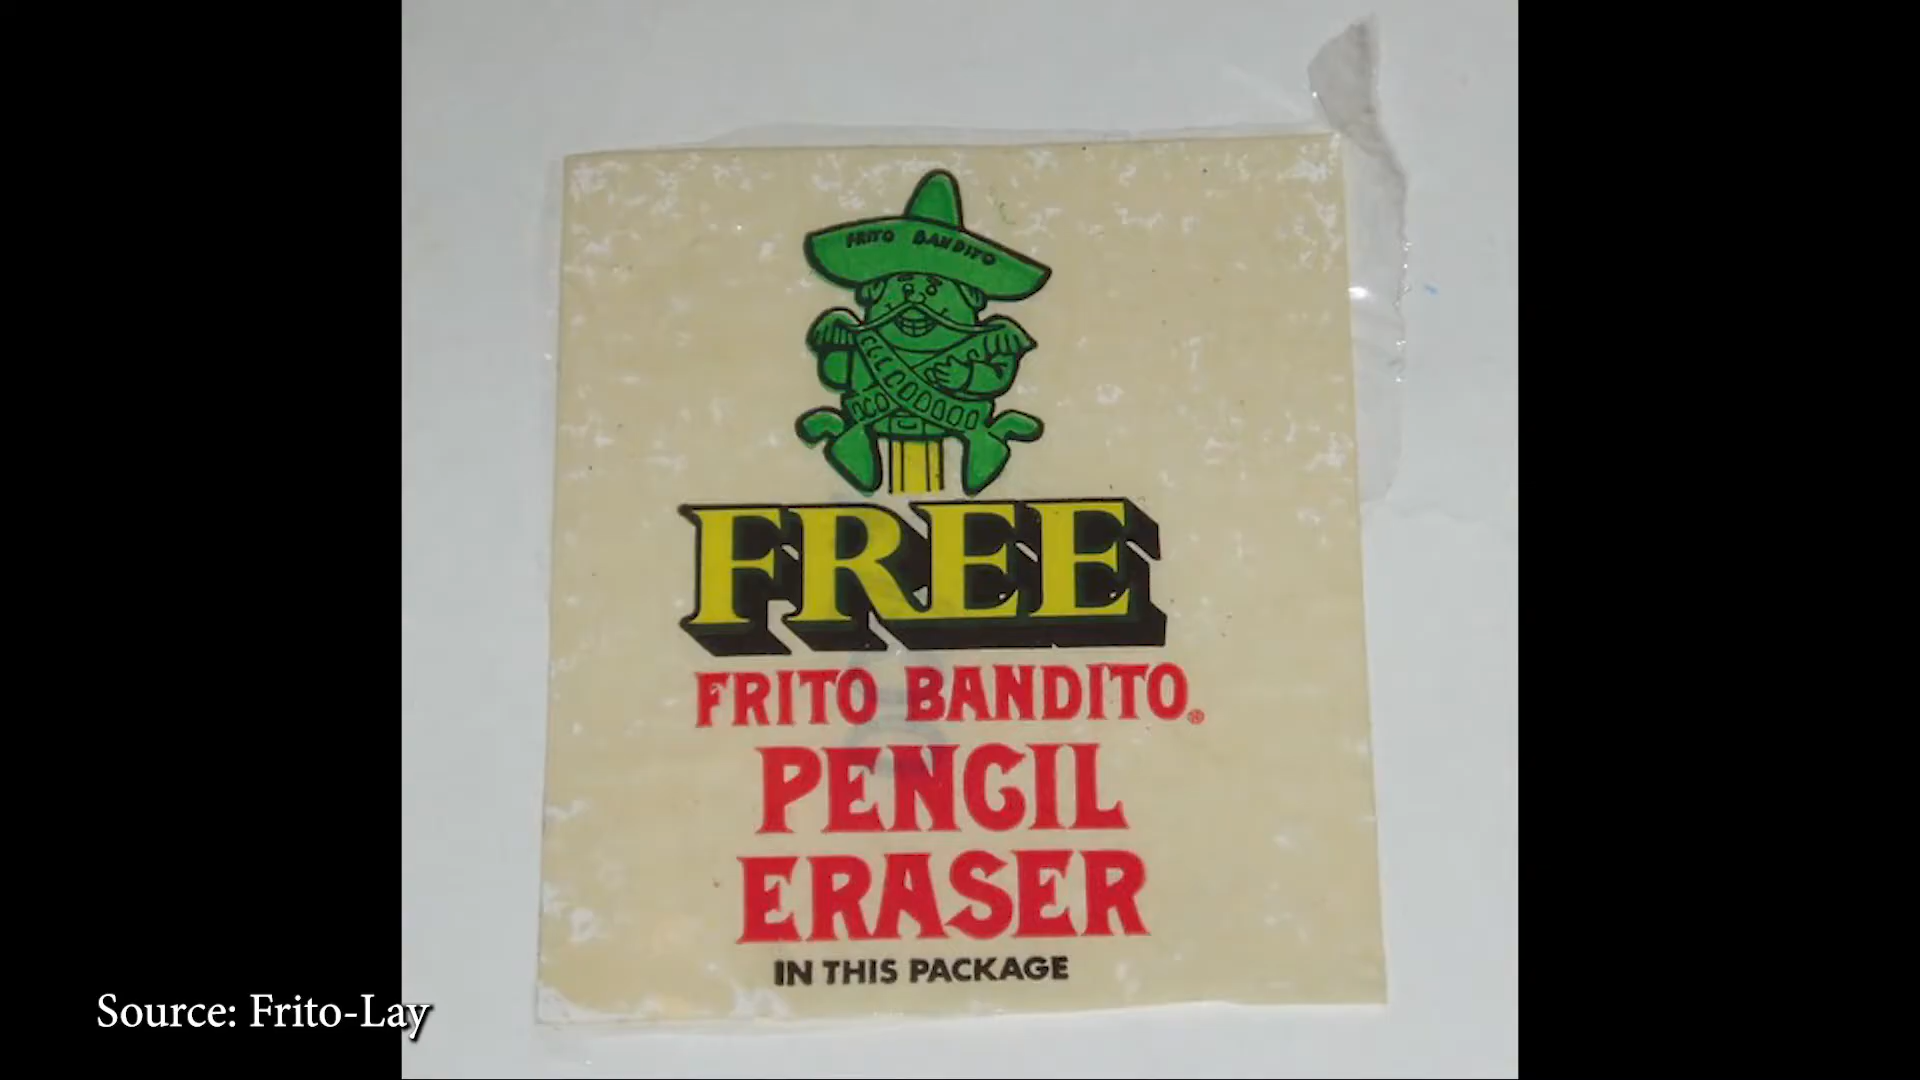 FRITO BANDITO
FREE
FRITO BANDITO®
PENCIL
ERASER
IN THIS PACKAGE
Source: Frito-Lay